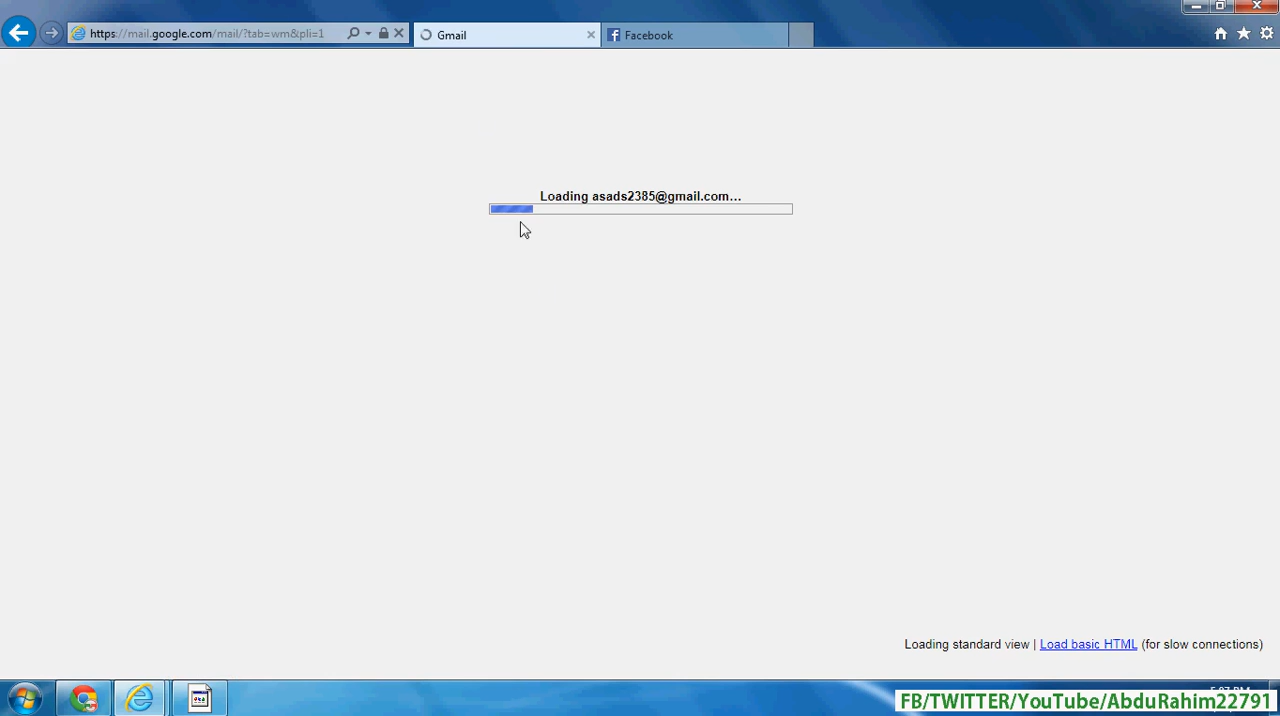 https://mail.google.com/mail/?tab=wm&pli=1
Gmail
Facebook
Loading asads2385@gmail.com...
Loading standard view | Load basic HTML (for slow connections)
FB/TWITTER/YouTube/AbduRahim22791